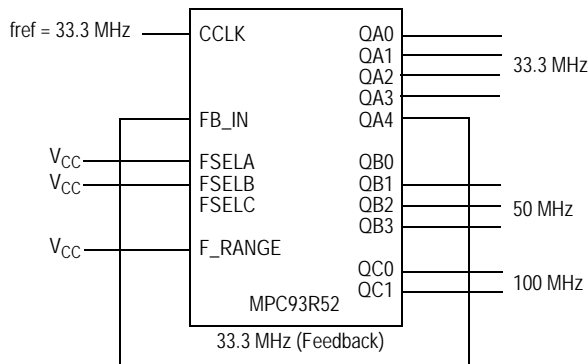 fref = 33.3 MHz
CCLK
QA0
QA1
QA2
QA3
QA4
33.3 MHz
FB_IN
VCC
FSELA
VCC
FSELB
FSELC
QB0
QB1
QB2
QB3
50 MHz
VCC
F_RANGE
QC0
QC1
100 MHz
MPC93R52
33.3 MHz (Feedback)